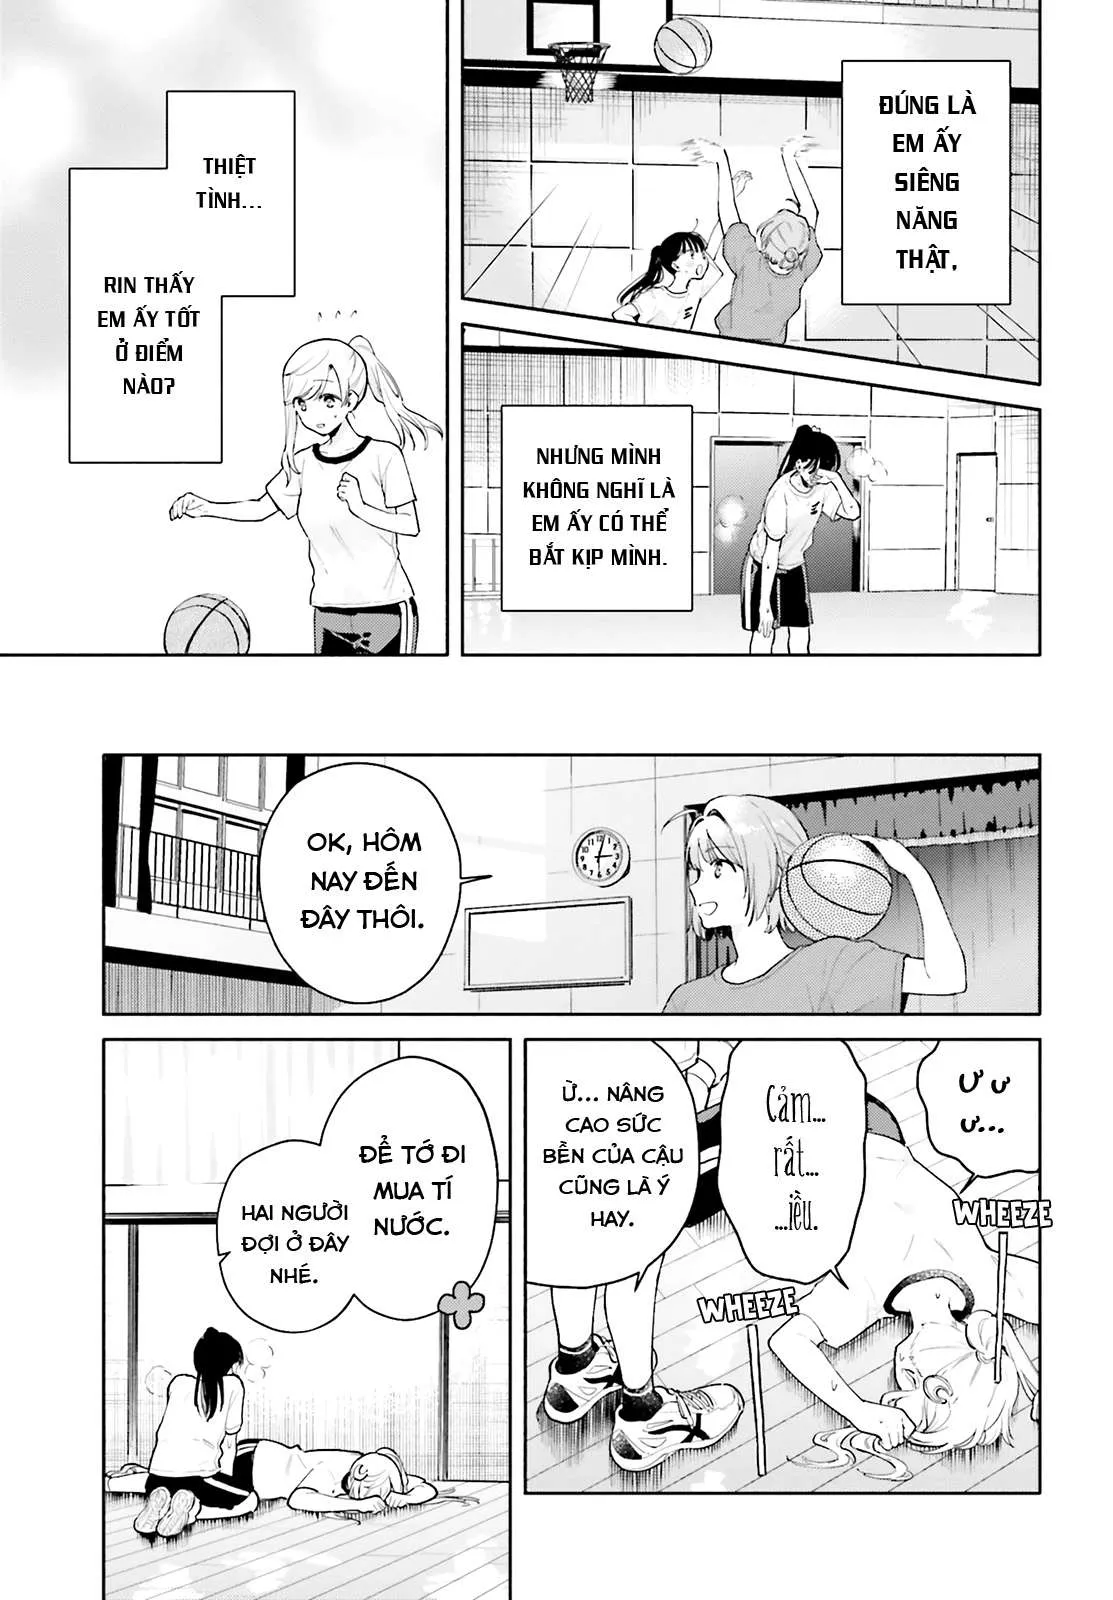 ĐÚNG LÀ
EM ẤY
SIÊNG
NĂNG
THẬT.
NHƯNG MÌNH
KHÔNG NGHĨ LÀ
EM ẤY CÓ THỂ
BẮT KỊP MÌNH.
THIỆT
TÌNH...
RIN THẤY
EM ẤY TỐT
Ở ĐIỂM
NÀO?
OK, HÔM
NAY ĐẾN
ĐÂY THÔI.
Ư Ư
Ư...
WHEEZE
Cảm...
rất...
...iều.
WHEEZE
Ừ... NÂNG
CAO SỨC
BỀN CỦA CẬU
CŨNG LÀ Ý
HAY.
ĐỂ TỚ ĐI
MUA TÍ
NƯỚC.
HAI NGƯỜI
ĐỢI Ở ĐÂY
NHÉ.